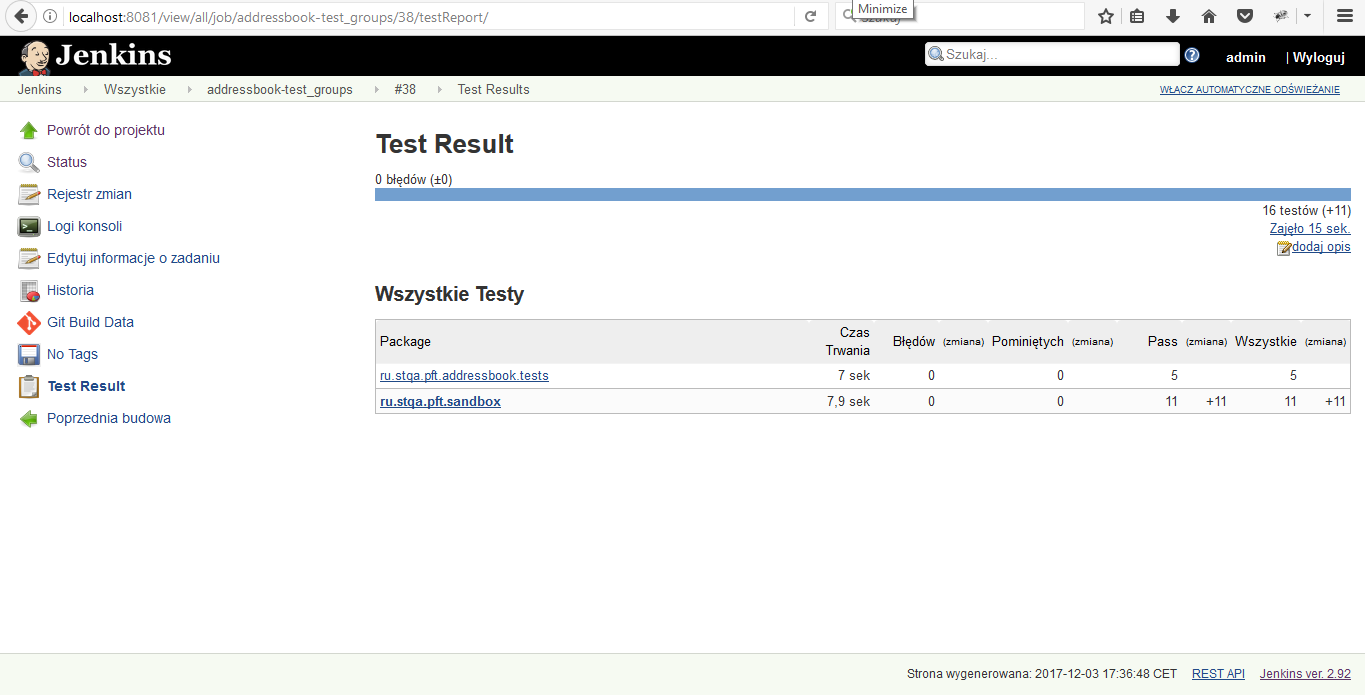 localhost:8081/view/all/job/addressbook-test_groups/38/testReport/
Minimize
Jenkins
Szukaj...
admin | Wyloguj
Jenkins Wszystkie addressbook-test_groups #38 Test Results
WŁĄCZ AUTOMATYCZNE ODŚWIEŻANIE
Powrót do projektu
Status
Rejestr zmian
Logi konsoli
Edytuj informacje o zadaniu
Historia
Git Build Data
No Tags
Test Result
Poprzednia budowa
Test Result
0 błędów (±0)
16 testów (+11)
Zajęło 15 sek.
dodaj opis
Wszystkie Testy
Package Czas Trwania Błędów (zmiana) Pominiętych (zmiana) Pass (zmiana) Wszystkie (zmiana)
ru.stqa.pft.addressbook.tests 7 sek 0 0 5 5
ru.stqa.pft.sandbox 7,9 sek 0 0 11 +11 11 +11
Strona wygenerowana: 2017-12-03 17:36:48 CET REST API Jenkins ver. 2.92